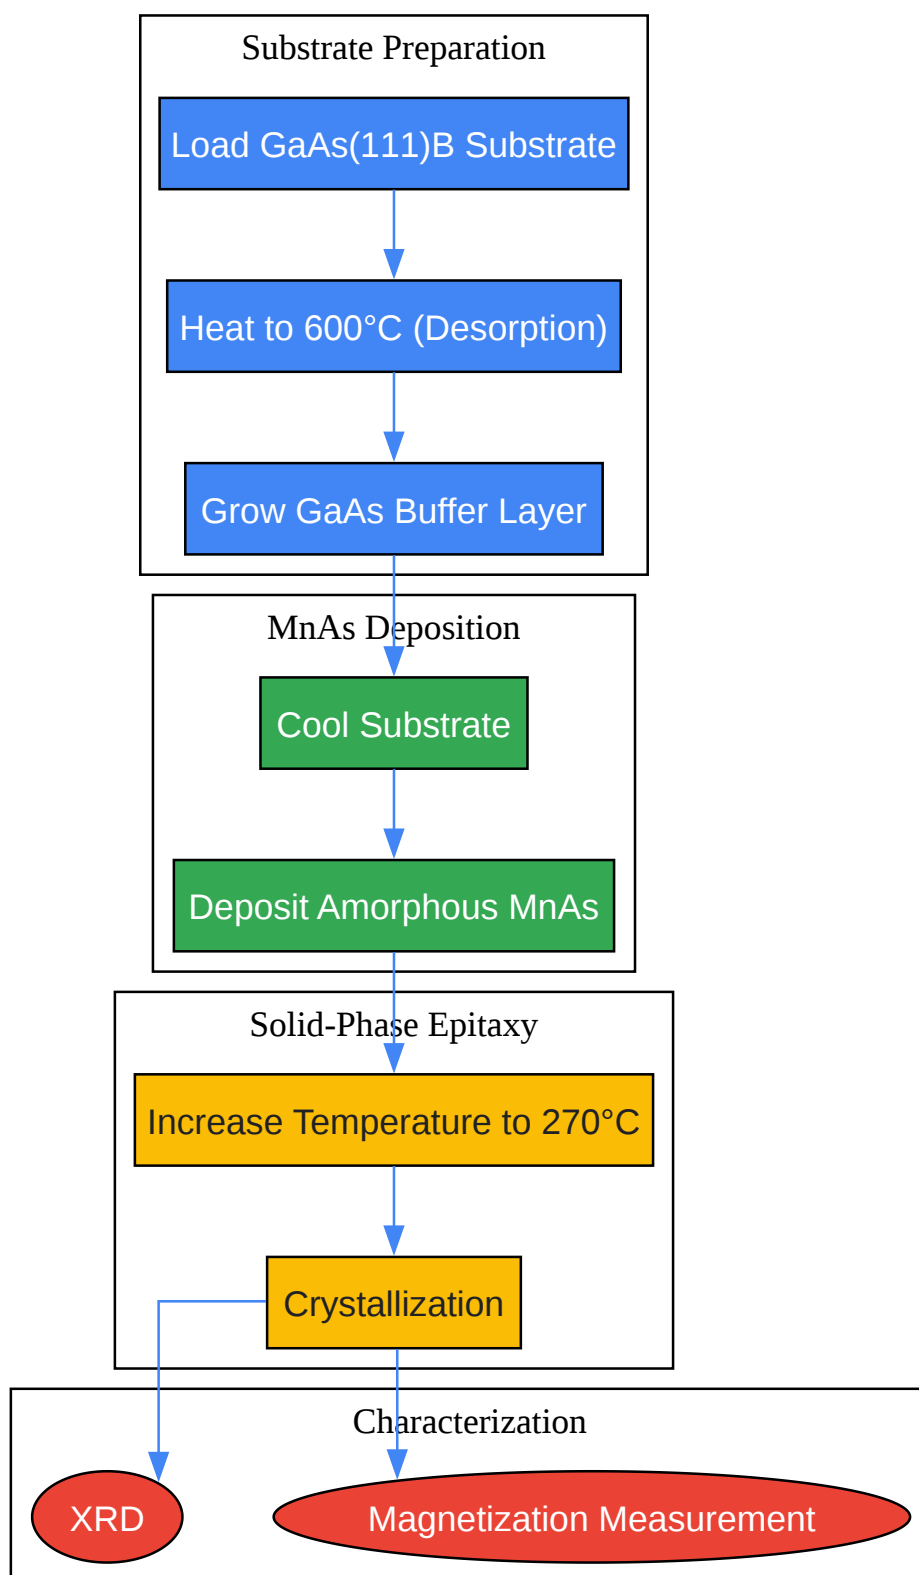 Substrate Preparation
Load GaAs(111)B Substrate
Heat to 600°C (Desorption)
Grow GaAs Buffer Layer
MnAs Deposition
Cool Substrate
Deposit Amorphous MnAs
Solid-Phase Epitaxy
Increase Temperature to 270°C
Crystallization
Characterization
XRD
Magnetization Measurement